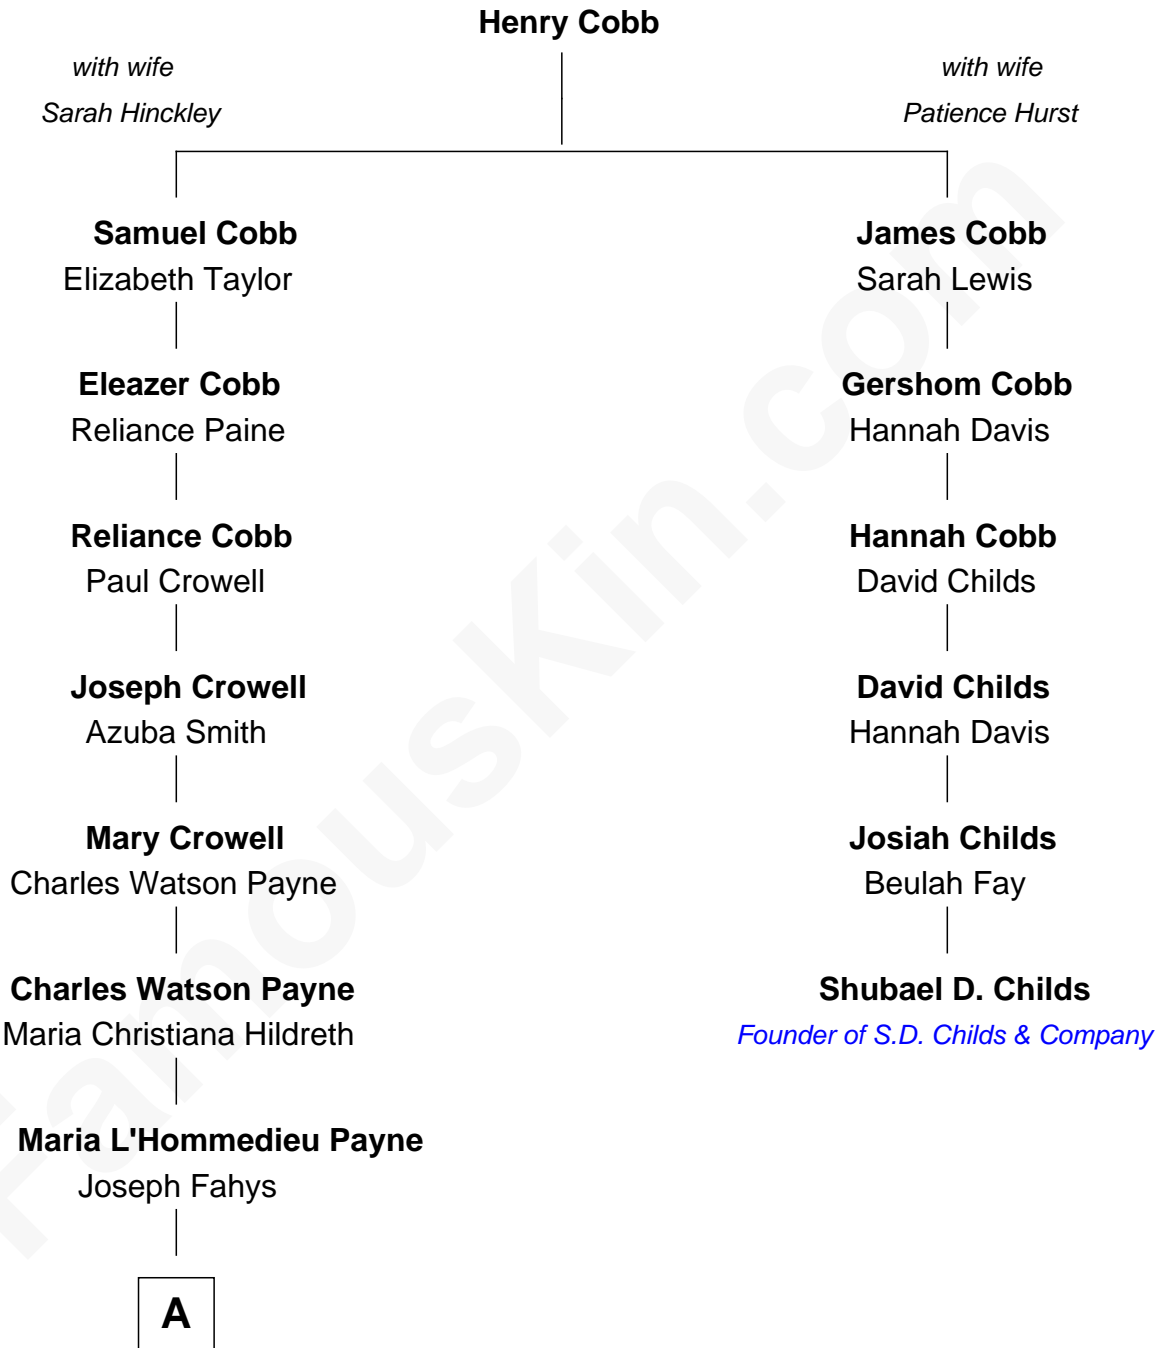 Henry Cobb
with wife
Sarah Hinckley
with wife
Patience Hurst
Samuel Cobb
Elizabeth Taylor
James Cobb
Sarah Lewis
Eleazer Cobb
Reliance Paine
Gershom Cobb
Hannah Davis
Reliance Cobb
Paul Crowell
Hannah Cobb
David Childs
Joseph Crowell
Azuba Smith
David Childs
Hannah Davis
Mary Crowell
Charles Watson Payne
Josiah Childs
Beulah Fay
Charles Watson Payne
Maria Christiana Hildreth
Shubael D. Childs
Founder of S.D. Childs & Company
Maria L'Hommedieu Payne
Joseph Fahys
A
FamousKin.com